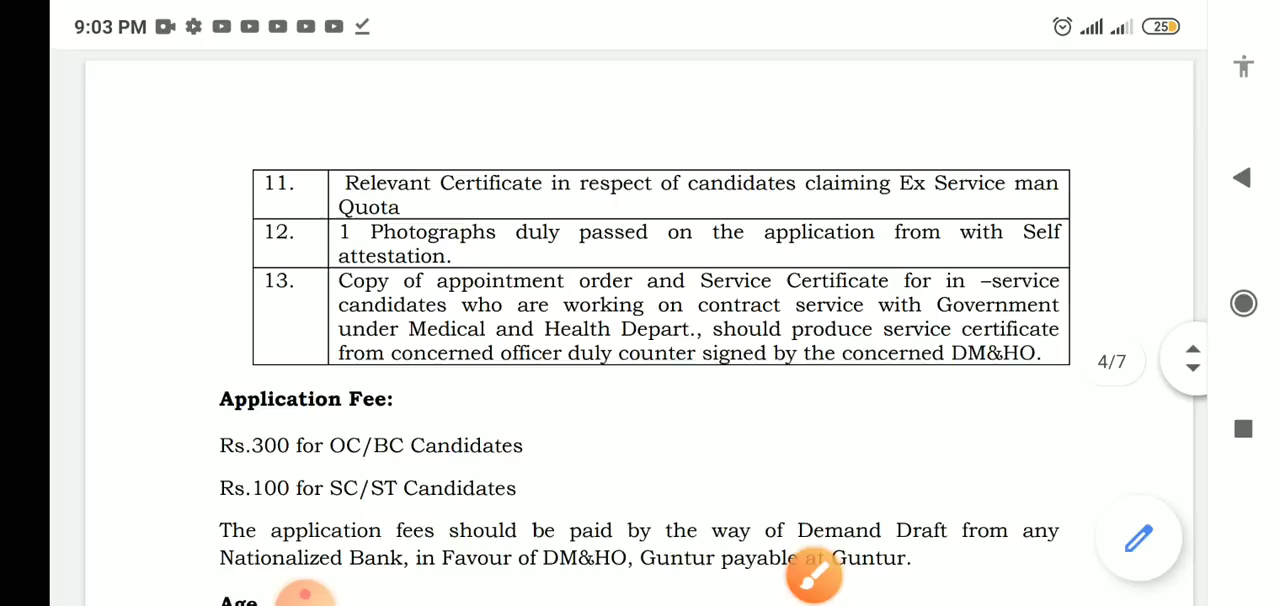 9:03 PM
25
11. Relevant Certificate in respect of candidates claiming Ex Service man
Quota
12. 1 Photographs duly passed on the application from with Self
attestation.
13. Copy of appointment order and Service Certificate for in –service
candidates who are working on contract service with Government
under Medical and Health Depart., should produce service certificate
from concerned officer duly counter signed by the concerned DM&HO.
4/7
Application Fee:
Rs.300 for OC/BC Candidates
Rs.100 for SC/ST Candidates
The application fees should be paid by the way of Demand Draft from any
Nationalized Bank, in Favour of DM&HO, Guntur payable at Guntur.
Age